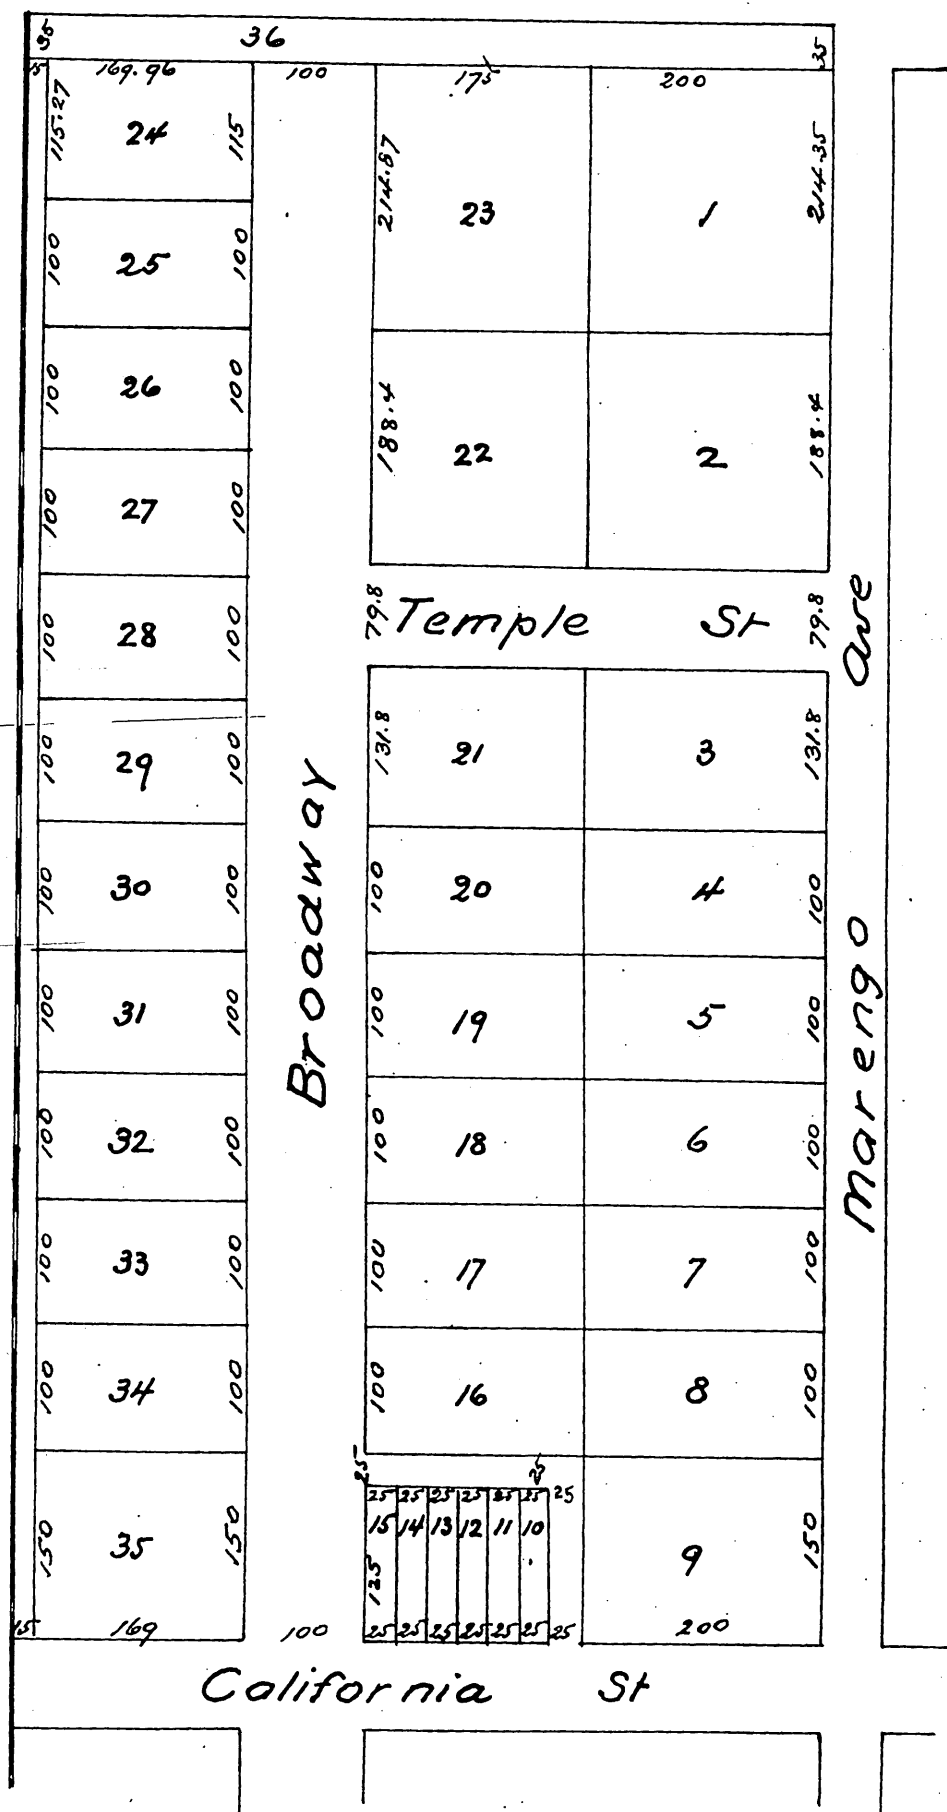 36
36
35
15 169.96 100 175 200
115.27 24 115
214.87 23 1 214.35
100 25 100
100 26 100
188.4 22 2 188.4
100 27 100
79.8 Temple St 79.8
100 28 100
131.8 21 3 131.8
100 29 100
100 30 100
100 20 4 100
100 31 100
100 19 5 100
100 32 100
100 18 6 100
100 33 100
100 17 7 100
100 34 100
100 16 8 100
Broadway
Marengo Ave
25 25
25 25 25 25 25 25 25
15 14 13 12 11 10
125
150 35 150
9 150
15 169 100 25 25 25 25 25 25 25 200
California St